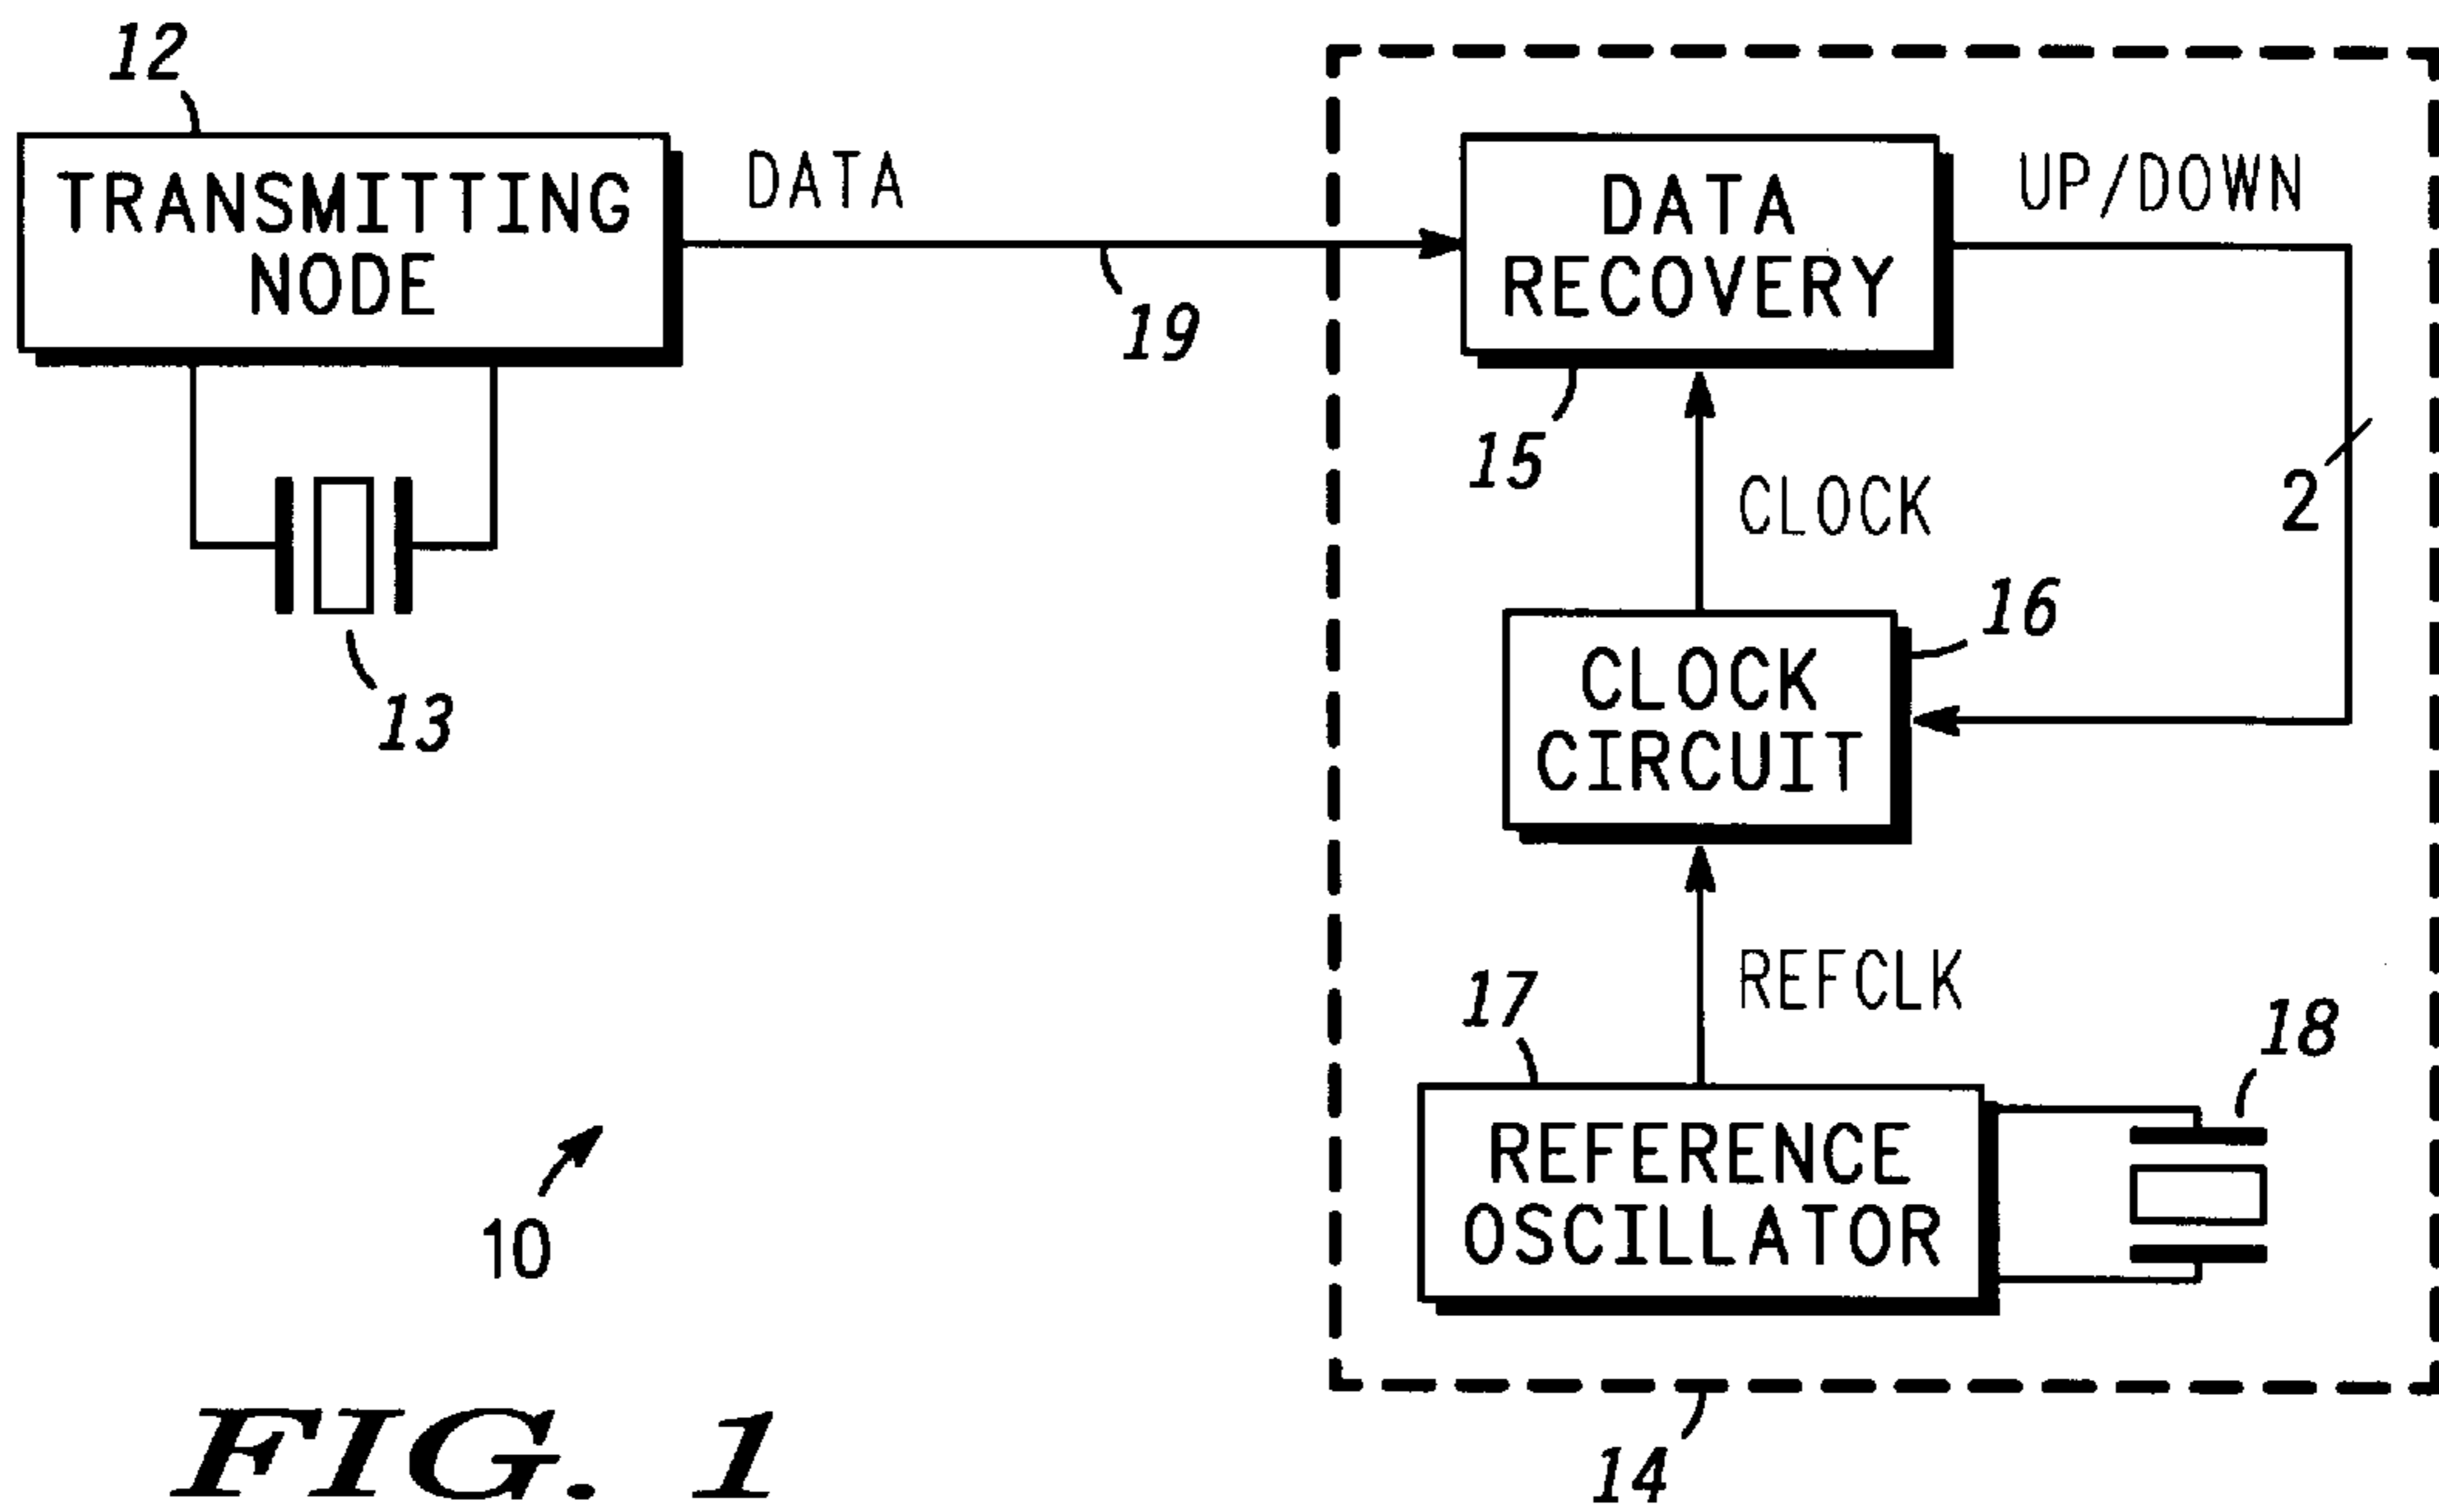 12
TRANSMITTING
NODE
DATA
19
13
DATA
RECOVERY
UP/DOWN
15
CLOCK
2
16
CLOCK
CIRCUIT
17
REFCLK
18
REFERENCE
OSCILLATOR
10
14
FIG. 1